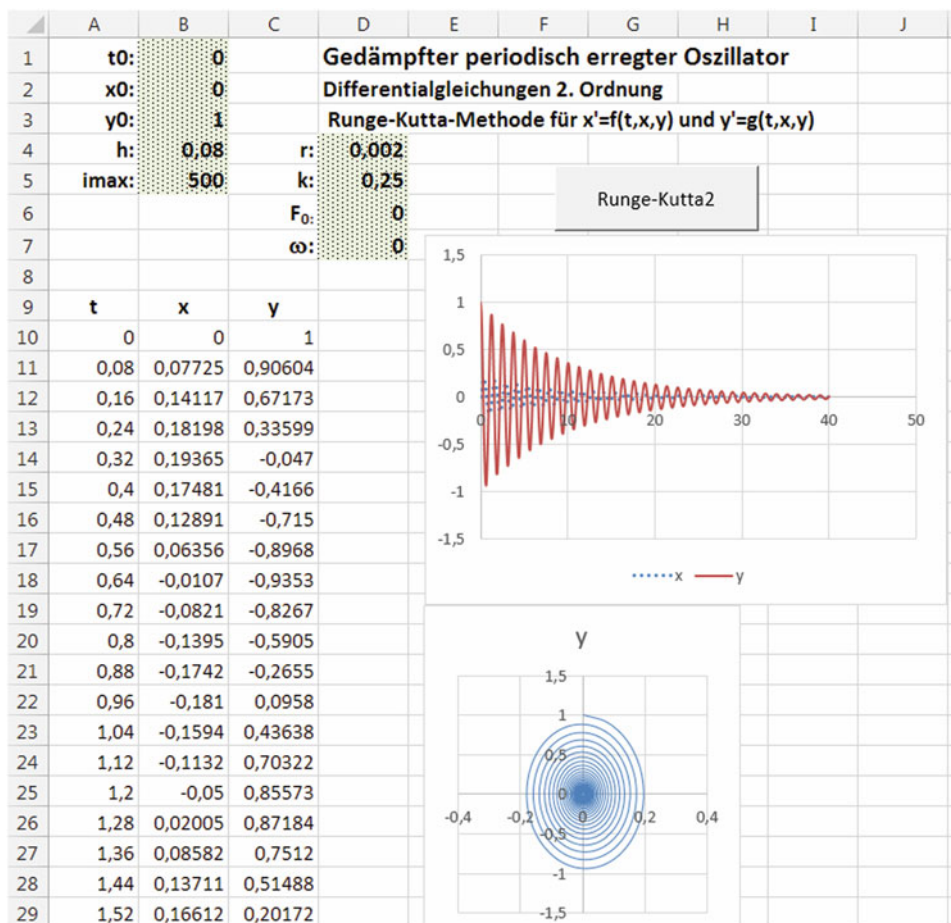 A B C D E F G H I J
1 t0: 0 Gedämpfter periodisch erregter Oszillator
2 x0: 0 Differentialgleichungen 2. Ordnung
3 y0: 1 Runge-Kutta-Methode für x'=f(t,x,y) und y'=g(t,x,y)
4 h: 0,08 r: 0,002
5 imax: 500 k: 0,25
Runge-Kutta2
6 F0: 0
7 ω: 0
8
9 t x y
10 0 0 1
11 0,08 0,07725 0,90604
12 0,16 0,14117 0,67173
13 0,24 0,18198 0,33599
14 0,32 0,19365 -0,047
15 0,4 0,17481 -0,4166
16 0,48 0,12891 -0,715
17 0,56 0,06356 -0,8968
18 0,64 -0,0107 -0,9353
19 0,72 -0,0821 -0,8267
20 0,8 -0,1395 -0,5905
21 0,88 -0,1742 -0,2655
22 0,96 -0,181 0,0958
23 1,04 -0,1594 0,43638
24 1,12 -0,1132 0,70322
25 1,2 -0,05 0,85573
26 1,28 0,02005 0,87184
27 1,36 0,08582 0,7512
28 1,44 0,13711 0,51488
29 1,52 0,16612 0,20172
1,5
1
0,5
0
0 10 20 30 40 50
-0,5
-1
-1,5
x y
y
1,5
1
0,5
0
-0,4 -0,2 0 0,2 0,4
-0,5
-1
-1,5